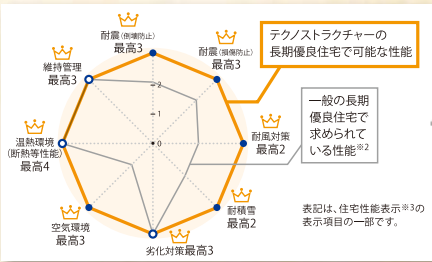 耐震(倒壊防止)
最高3
耐震(損傷防止)
最高3
テクノストラクチャーの
長期優良住宅で可能な性能
維持管理
最高3
2
1
0
一般の長期
優良住宅で
求められて
いる性能※2
温熱環境
(断熱等性能)
最高4
耐風対策
最高2
空気環境
最高3
耐積雪
最高2
劣化対策最高3
表記は、住宅性能表示※3の
表示項目の一部です。